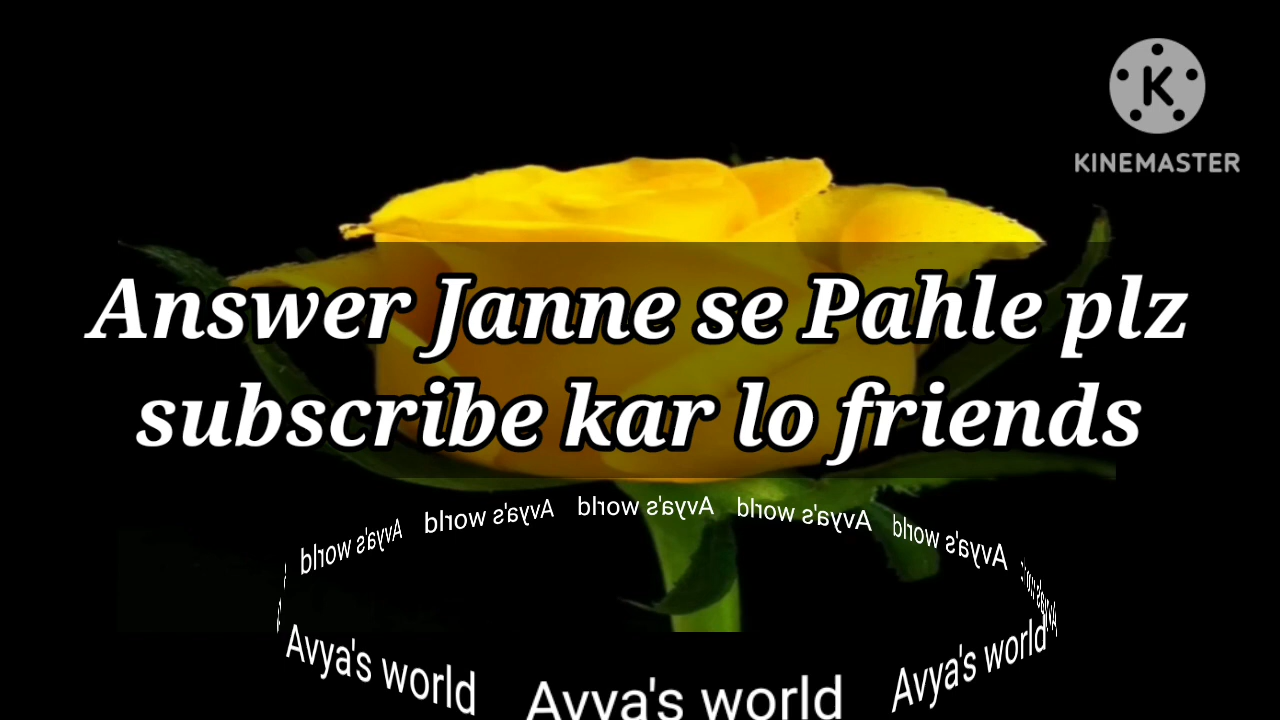 KINEMASTER
Answer Janne se Pahle plz
subscribe kar lo friends
Avya's world Avya's world Avya's world Avya's world Avya's world
Avya's world Avya's world Avya's world